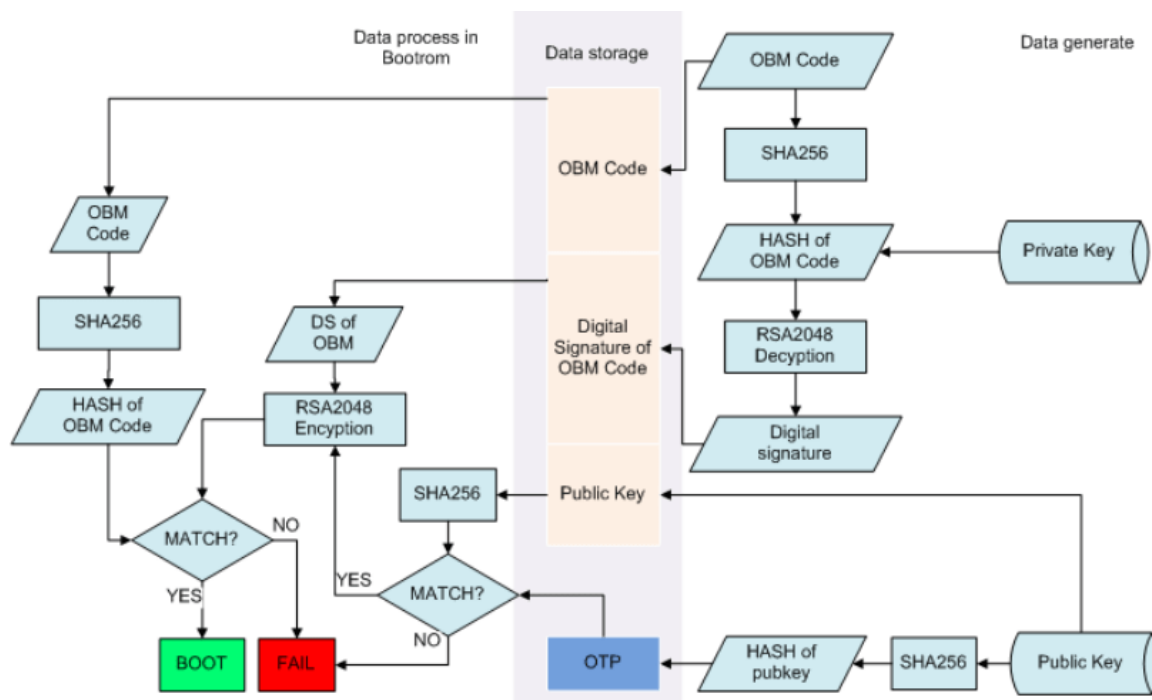 Data process in
Bootrom
Data storage
Data generate
OBM Code
SHA256
HASH of
OBM Code
Private Key
RSA2048
Decyption
Digital
signature
OBM Code
Digital
Signature of
OBM Code
Public Key
OBM
Code
SHA256
HASH of
OBM Code
DS of
OBM
RSA2048
Encyption
SHA256
MATCH?
NO
YES
MATCH?
YES
NO
BOOT
FAIL
OTP
HASH of
pubkey
SHA256
Public Key